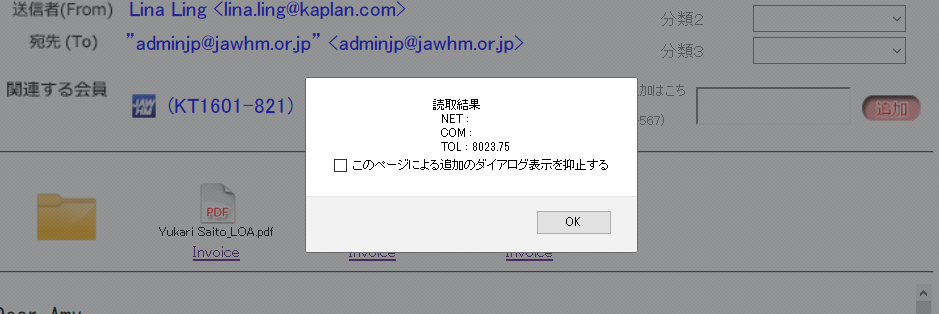 送信者(From) Lina Ling <lina.ling@kaplan.com>
分類2
宛先 (To) ”adminjp@jawhm.or.jp” <adminjp@jawhm.or.jp>
分類3
関連する会員 JAW HM (KT1601-821)
加はこち
-567)
追加
読取結果
NET :
COM :
TOL : 8023.75
このページによる追加のダイアログ表示を抑止する
OK
PDF
Yukari Saito_LOA.pdf
Invoice
Invoice
Invoice
Dear Amy